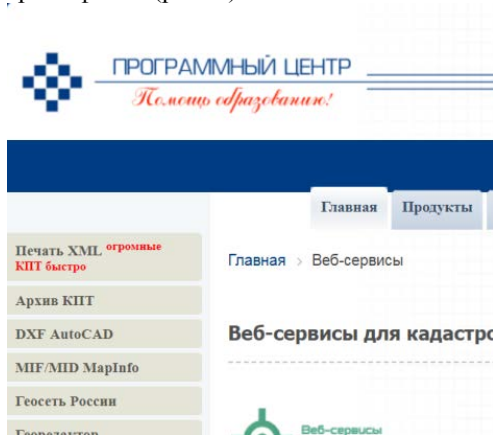 ПРОГРАММНЫЙ ЦЕНТР
Помощь образованию!
Главная Продукты
Печать XML огромные
КПТ быстро
Главная > Веб-сервисы
Архив КПТ
DXF AutoCAD
Веб-сервисы для кадастро
MIF/MID MapInfo
Геосеть России
Веб-сервисы